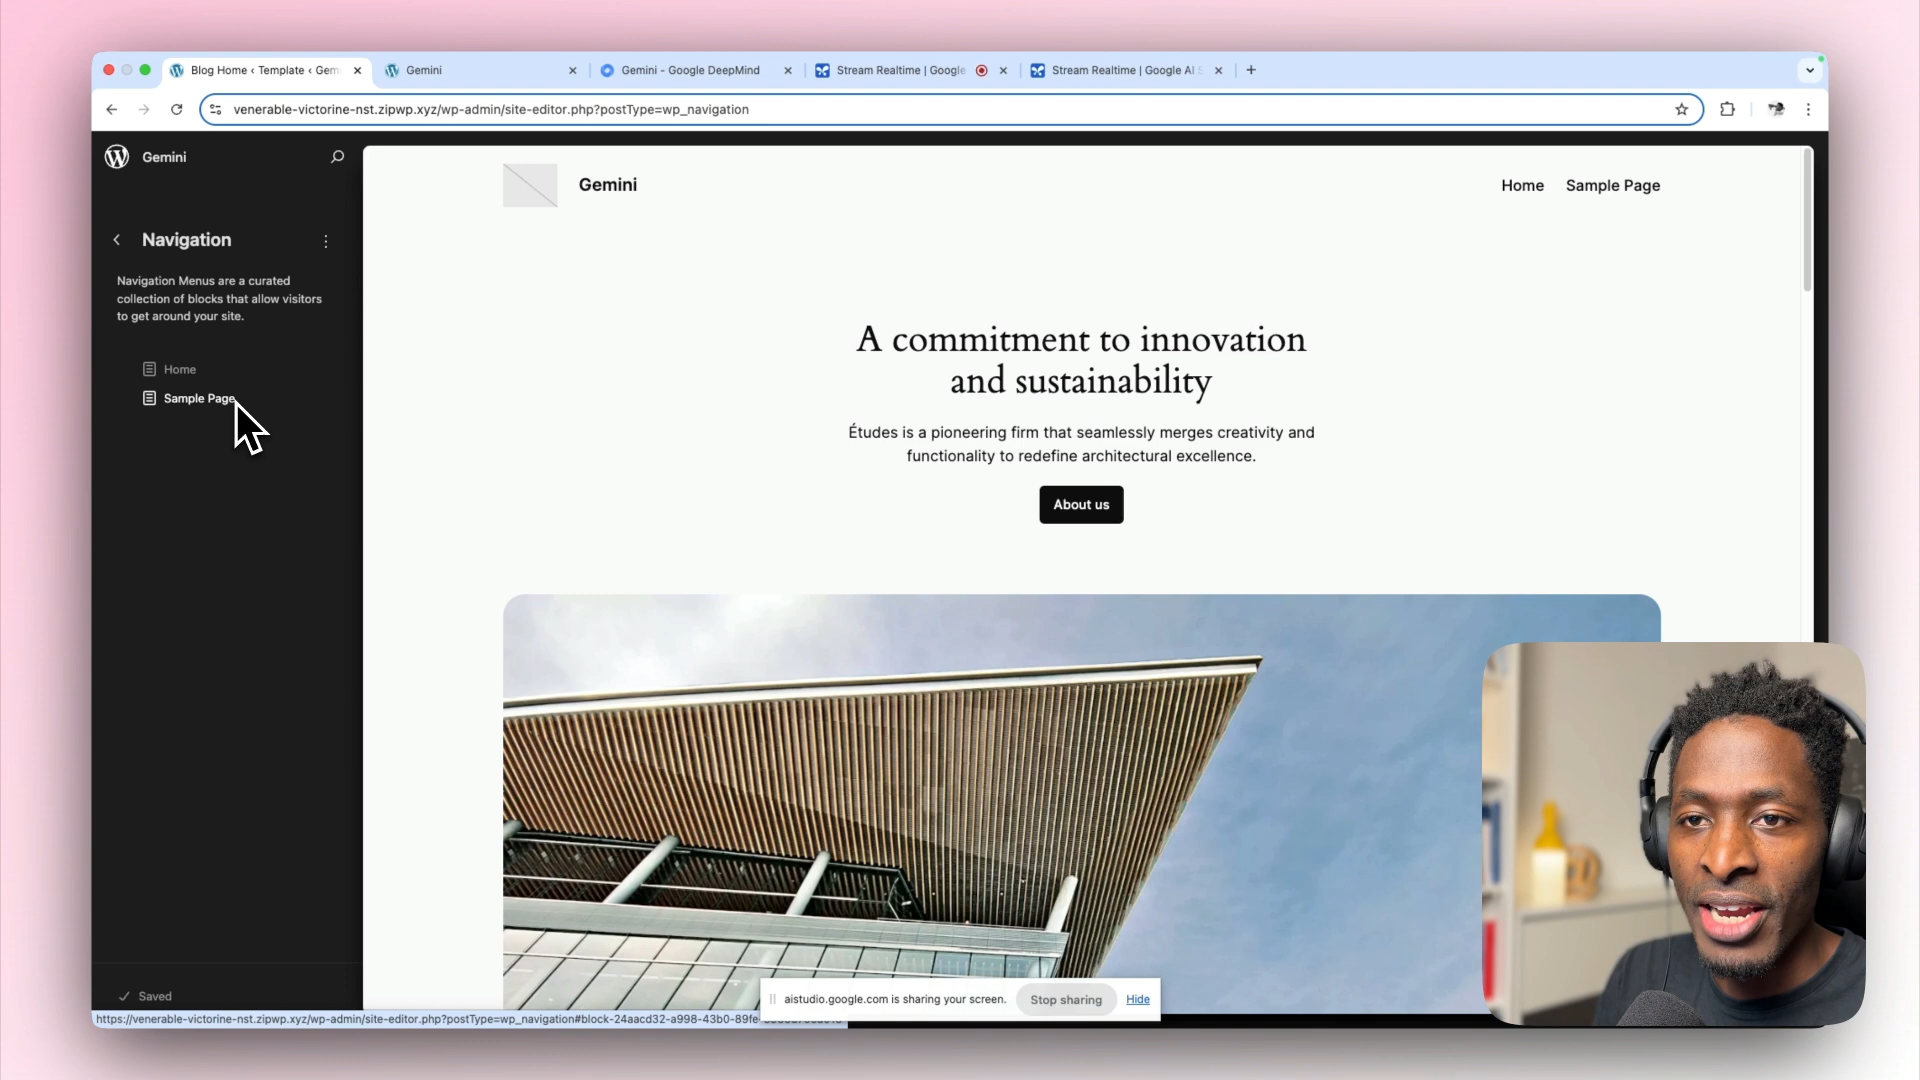 Blog Home ‹ Template ‹ Gem
Gemini
Gemini - Google DeepMind
Stream Realtime | Google
Stream Realtime | Google AI S
venerable-victorine-nst.zipwp.xyz/wp-admin/site-editor.php?postType=wp_navigation
Gemini
Navigation
Navigation Menus are a curated
collection of blocks that allow visitors
to get around your site.
Home
Sample Page
Saved
Gemini
Home Sample Page
A commitment to innovation
and sustainability
Études is a pioneering firm that seamlessly merges creativity and
functionality to redefine architectural excellence.
About us
aistudio.google.com is sharing your screen. Stop sharing Hide
https://venerable-victorine-nst.zipwp.xyz/wp-admin/site-editor.php?postType=wp_navigation#block-24aacd32-a998-43b0-89fe-